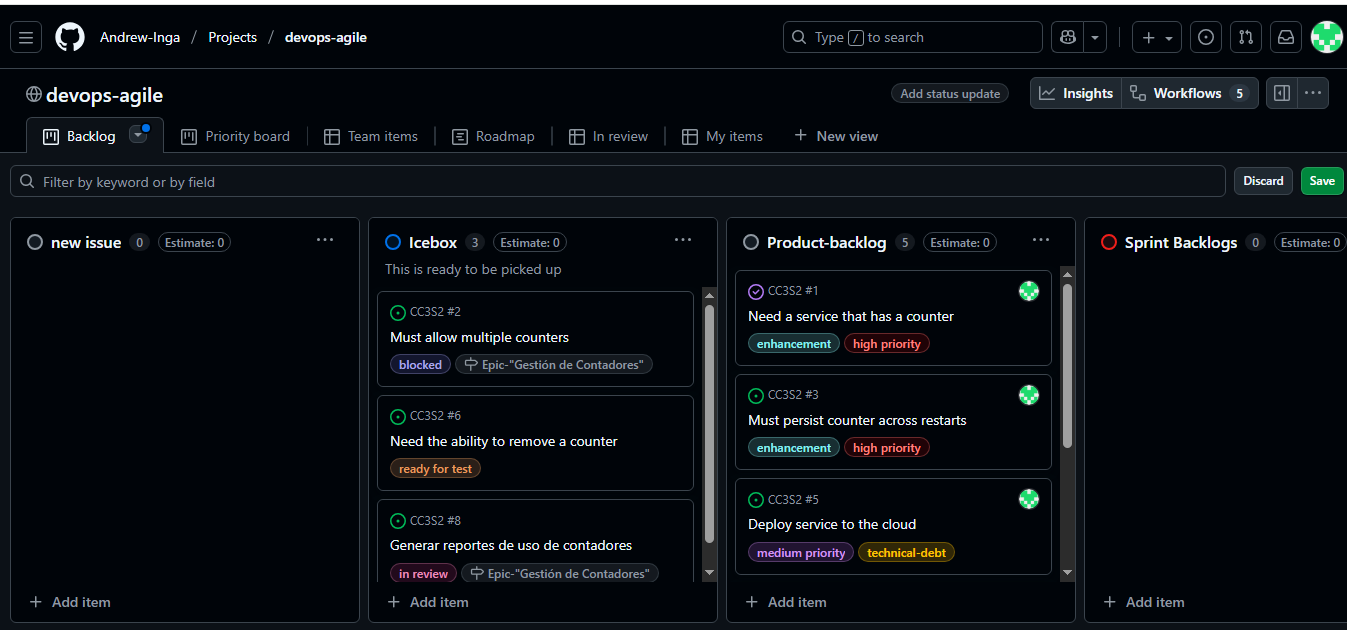 Andrew-Inga / Projects / devops-agile
Type / to search
devops-agile
Add status update
Insights
Workflows 5
Backlog
Priority board
Team items
Roadmap
In review
My items
New view
Filter by keyword or by field
Discard
Save
new issue 0 Estimate: 0
Add item
Icebox 3 Estimate: 0
This is ready to be picked up
CC3S2 #2
Must allow multiple counters
blocked Epic-"Gestión de Contadores"
CC3S2 #6
Need the ability to remove a counter
ready for test
CC3S2 #8
Generar reportes de uso de contadores
in review Epic-"Gestión de Contadores"
Add item
Product-backlog 5 Estimate: 0
CC3S2 #1
Need a service that has a counter
enhancement high priority
CC3S2 #3
Must persist counter across restarts
enhancement high priority
CC3S2 #5
Deploy service to the cloud
medium priority technical-debt
Add item
Sprint Backlogs 0 Estimate: 0
Add item